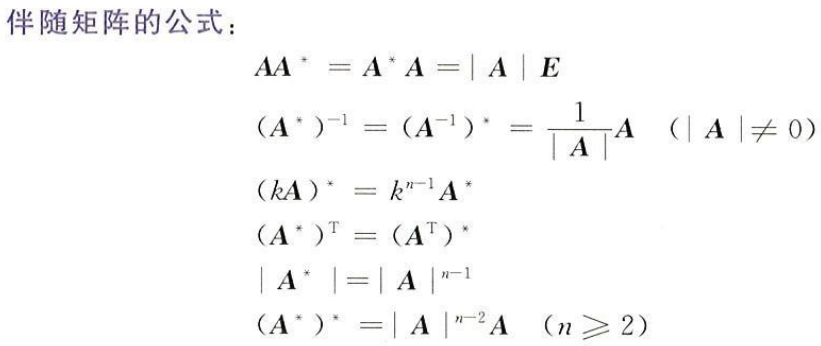 伴随矩阵的公式：
AA* = A*A = | A | E
(A*)⁻¹ = (A⁻¹)* = \frac{1}{| A |}A (| A | ≠ 0)
(kA)* = kⁿ⁻¹A*
(A*)ᵀ = (Aᵀ)*
| A* | = | A |ⁿ⁻¹
(A*)* = | A |ⁿ⁻²A (n ⩾ 2)